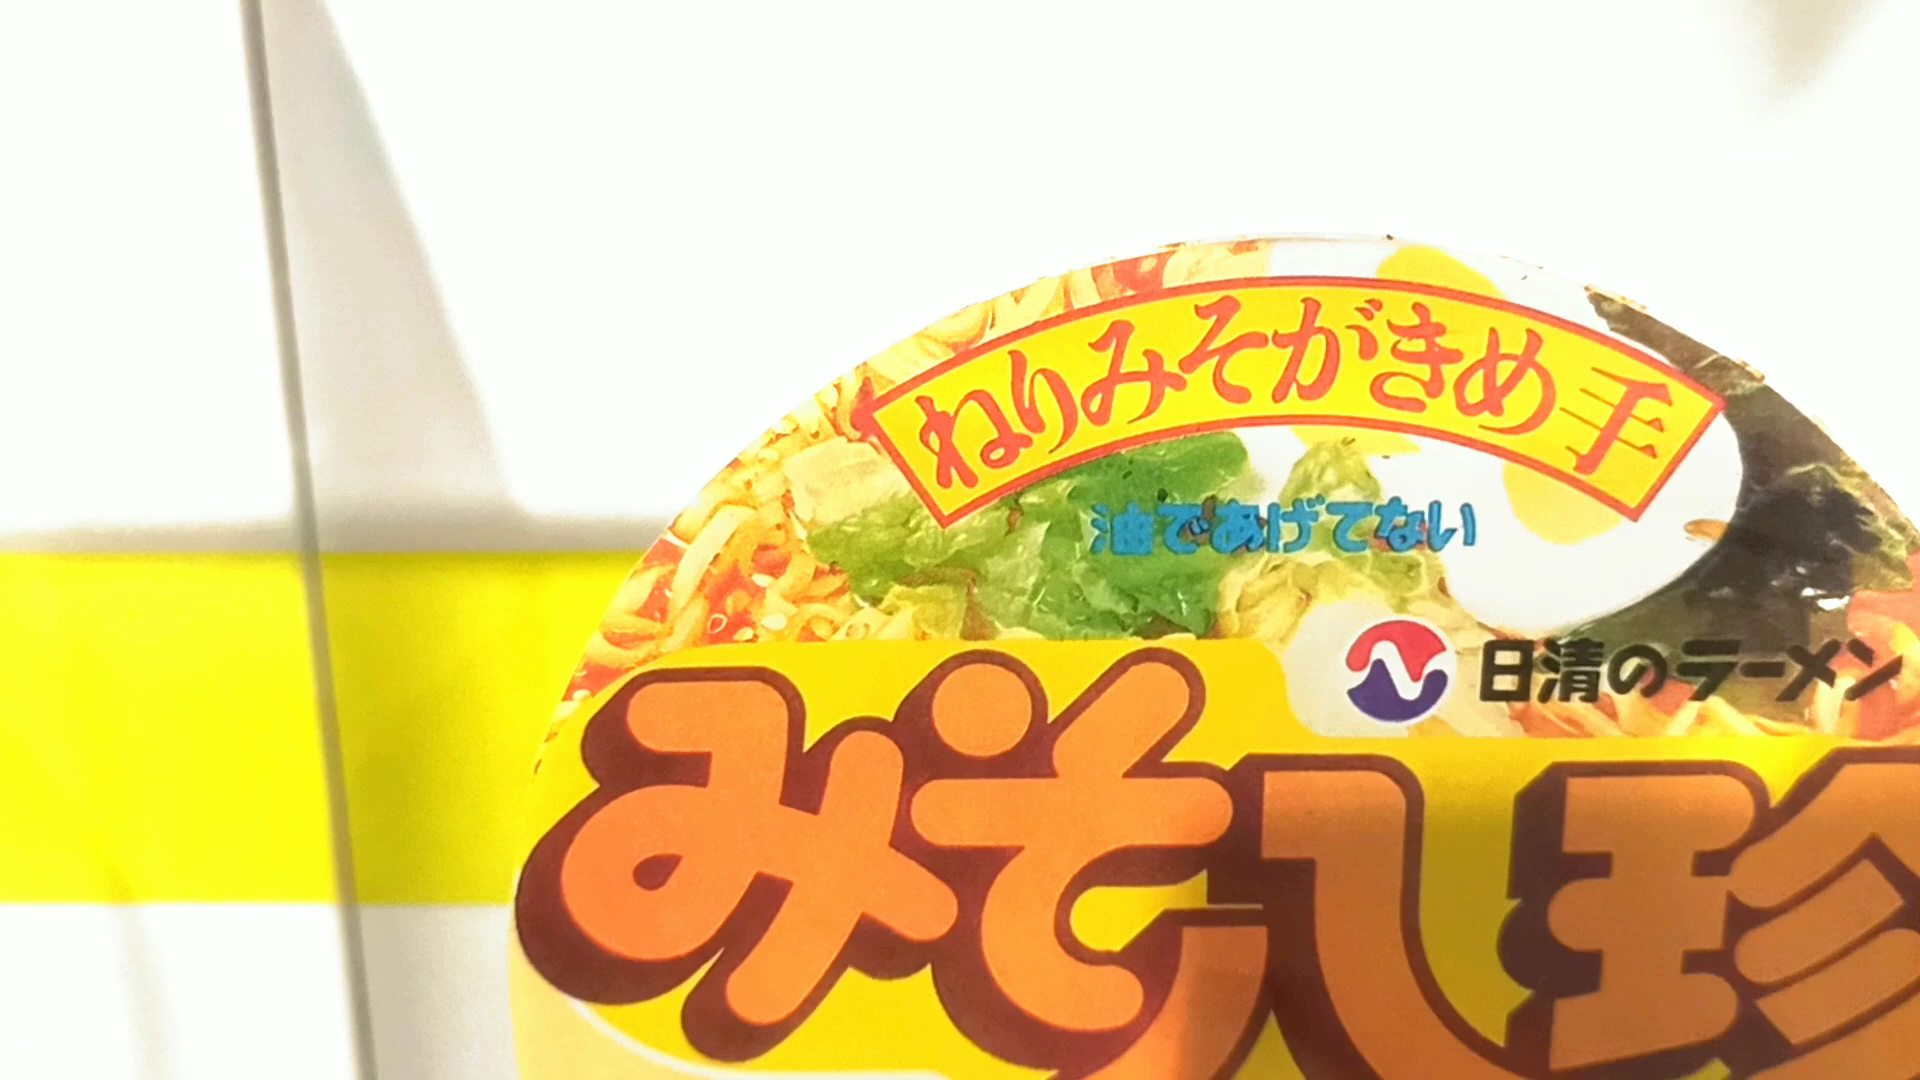 ねりみそがきめ手
油であげてない
日清のラーメン
みそ八珍